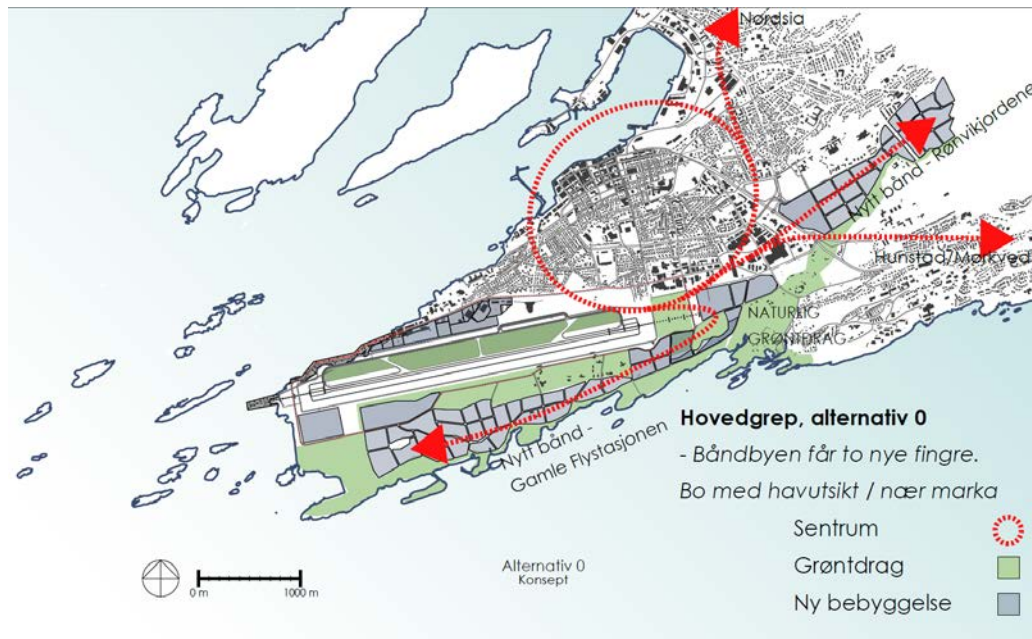 Nordsia
Nytt bånd - Rønvikjordene
Hunstad/Mørkved
NATURLIG
GRØNTDRAG
Nytt bånd -
Gamle Flystasjonen
Hovedgrep, alternativ 0
- Båndbyen får to nye fingre.
Bo med havutsikt / nær marka
Sentrum
Grøntdrag
Ny bebyggelse
Alternativ 0
Konsept
0 m
1000 m